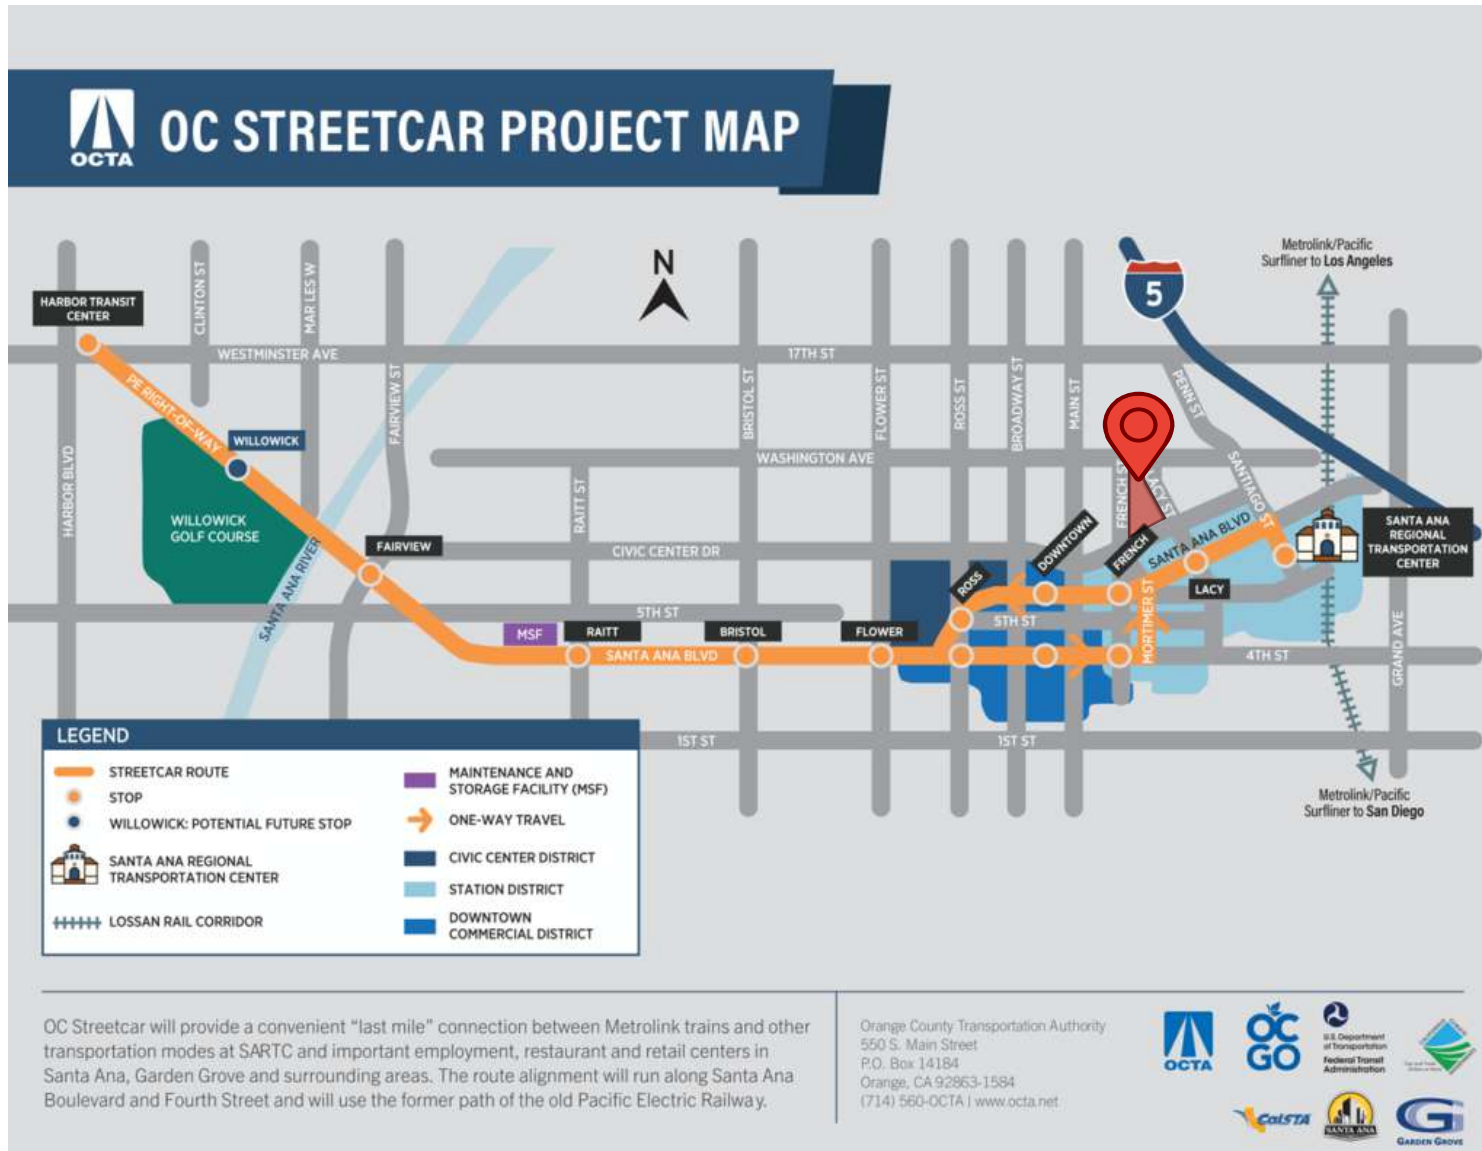 OCTA
OC STREETCAR PROJECT MAP
N
Metrolink/Pacific
Surfliner to Los Angeles
5
HARBOR TRANSIT
CENTER
CLINTON ST
MAR LES W
WESTMINSTER AVE
17TH ST
PE RIGHT-OF-WAY
FAIRVIEW ST
BRISTOL ST
FLOWER ST
ROSS ST
BROADWAY ST
MAIN ST
PENN ST
WILLOWICK
HARBOR BLVD
WASHINGTON AVE
FRENCH ST
LACY ST
SANTIAGO ST
RAITT ST
WILLOWICK
GOLF COURSE
SANTA ANA RIVER
FAIRVIEW
CIVIC CENTER DR
DOWNTOWN
FRENCH
SANTA ANA BLVD
SANTA ANA
REGIONAL
TRANSPORTATION
CENTER
ROSS
LACY
5TH ST
5TH ST
MORTIMER ST
MSF
RAITT
BRISTOL
FLOWER
SANTA ANA BLVD
4TH ST
GRAND AVE
1ST ST
1ST ST
Metrolink/Pacific
Surfliner to San Diego
LEGEND
STREETCAR ROUTE
STOP
WILLOWICK: POTENTIAL FUTURE STOP
SANTA ANA REGIONAL
TRANSPORTATION CENTER
LOSSAN RAIL CORRIDOR
MAINTENANCE AND
STORAGE FACILITY (MSF)
ONE-WAY TRAVEL
CIVIC CENTER DISTRICT
STATION DISTRICT
DOWNTOWN
COMMERCIAL DISTRICT
OC Streetcar will provide a convenient “last mile” connection between Metrolink trains and other
transportation modes at SARTC and important employment, restaurant and retail centers in
Santa Ana, Garden Grove and surrounding areas. The route alignment will run along Santa Ana
Boulevard and Fourth Street and will use the former path of the old Pacific Electric Railway.
Orange County Transportation Authority
550 S. Main Street
P.O. Box 14184
Orange, CA 92863-1584
(714) 560-OCTA | www.octa.net
OCTA
OC
GO
U.S. Department
of Transportation
Federal Transit
Administration
CalSTA
SANTA ANA
GARDEN GROVE